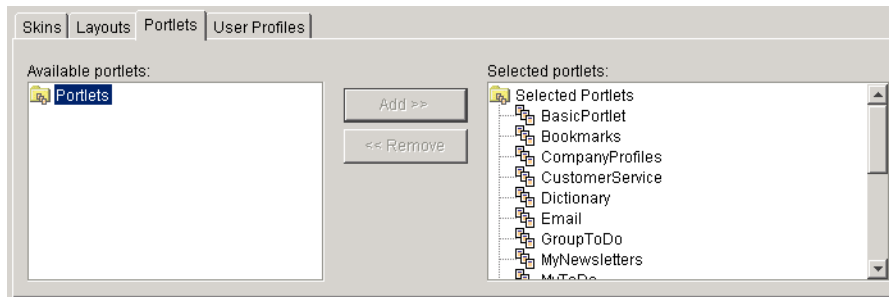 Skins Layouts Portlets User Profiles
Available portlets:
Portlets
Add >>
<< Remove
Selected portlets:
Selected Portlets
BasicPortlet
Bookmarks
CompanyProfiles
CustomerService
Dictionary
Email
GroupToDo
MyNewsletters
MyToDo